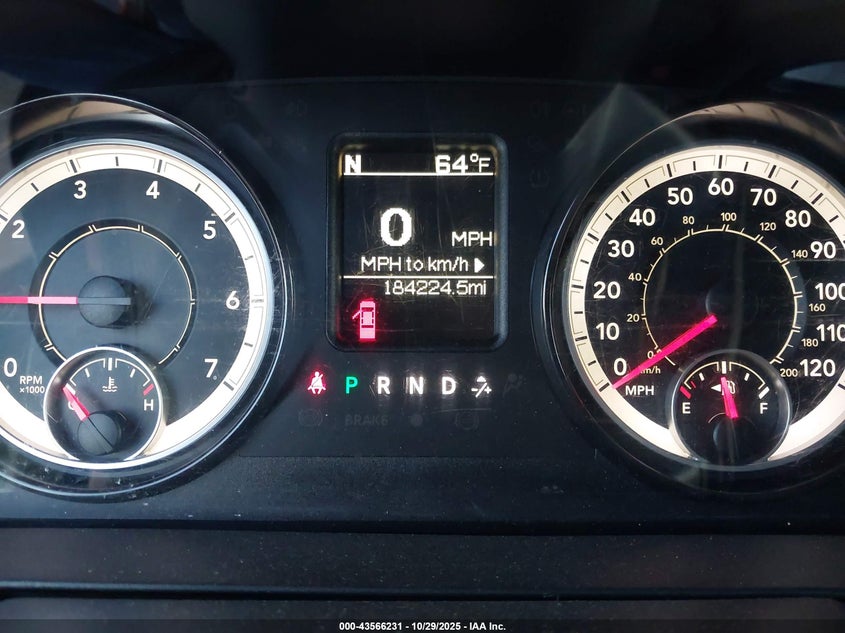 N 64°F
0 MPH
MPH to km/h
184224.5mi
P R N D
BRAKE
0 2 3 4 5 6 7
RPM
x1000
C H
0 10 20 30 40 50 60 70 80 90 100 110 120
0 20 40 60 80 100 120 140 160 180 200
km/h
MPH
E F
000-43566231 - 10/29/2025 - IAA Inc.